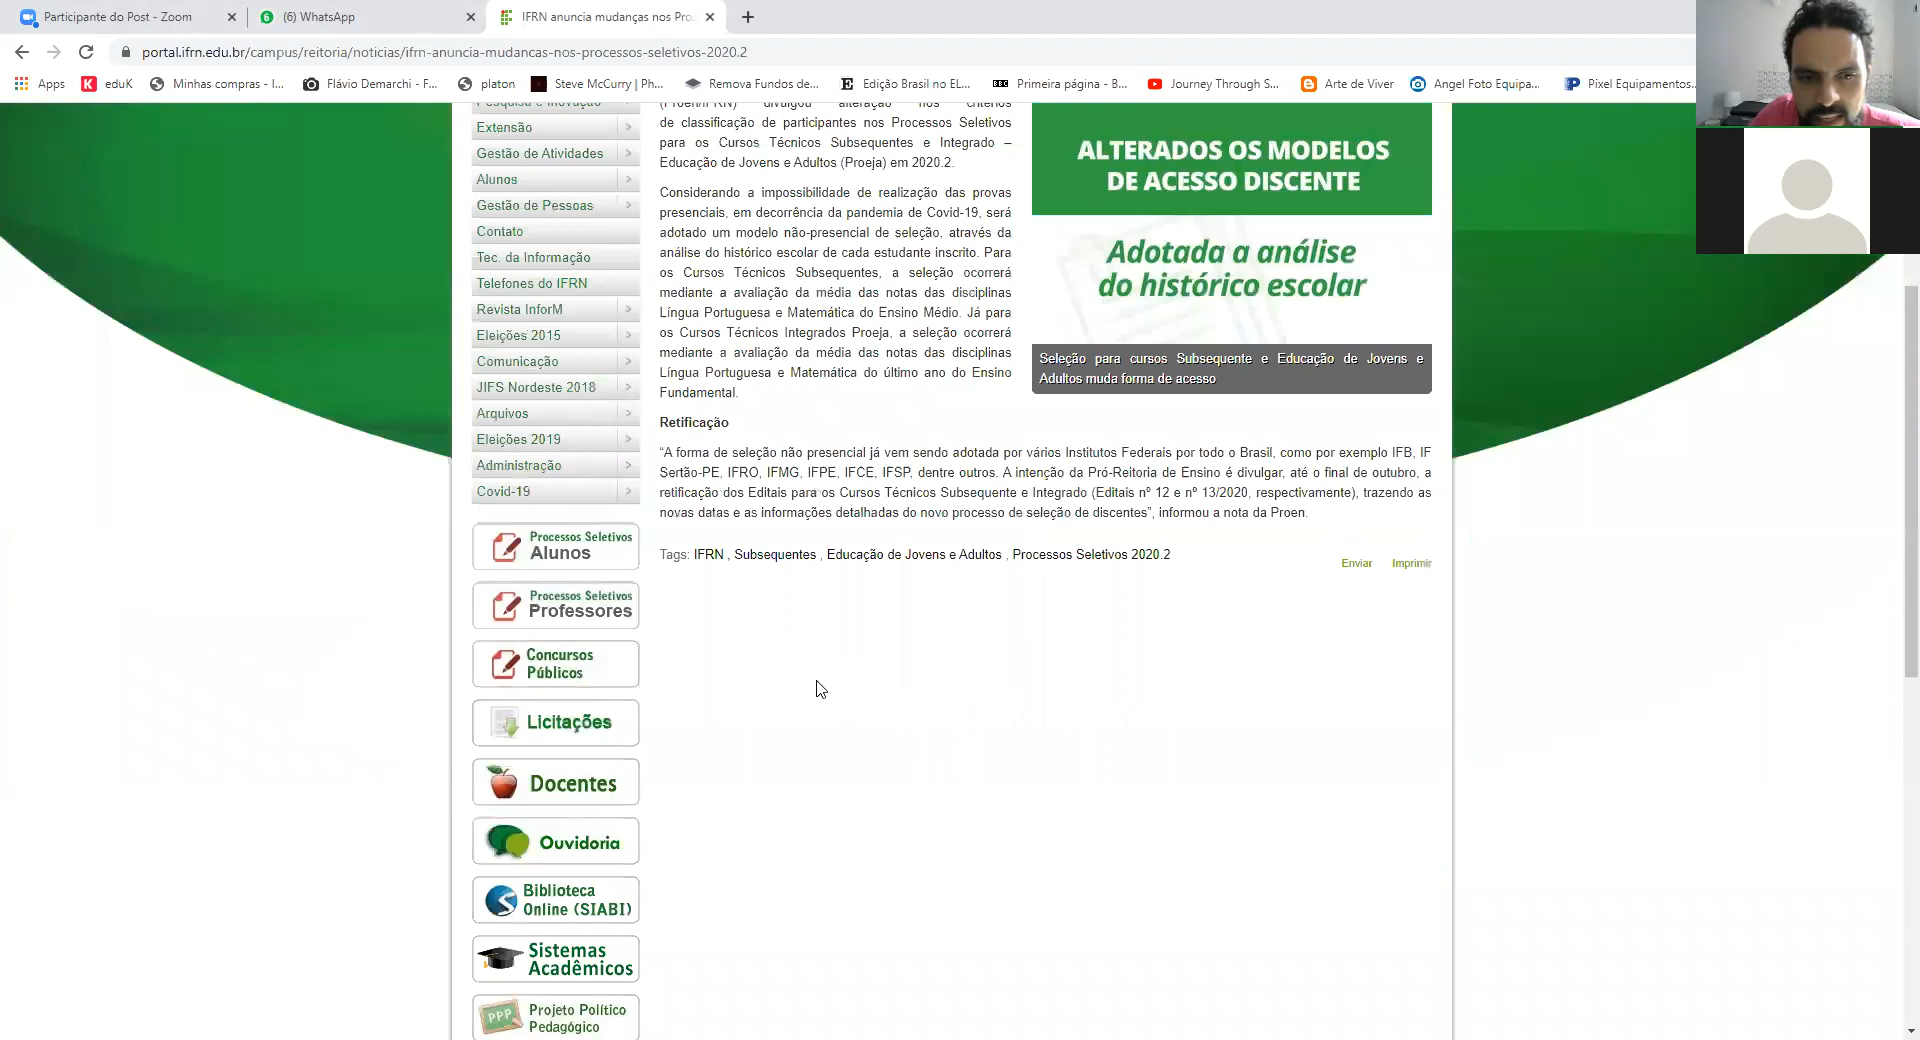 Participante do Post - Zoom
(6) WhatsApp
IFRN anuncia mudanças nos Pro
portal.ifrn.edu.br/campus/reitoria/noticias/ifrn-anuncia-mudancas-nos-processos-seletivos-2020.2
Apps
eduK
Minhas compras - I...
Flávio Demarchi - F...
platon
Steve McCurry | Ph...
Remova Fundos de...
Edição Brasil no EL...
Primeira página - B...
Journey Through S...
Arte de Viver
Angel Foto Equipa...
Pixel Equipamentos...
Pesquisa e Inovação
Extensão
Gestão de Atividades
Alunos
Gestão de Pessoas
Contato
Tec. da Informação
Telefones do IFRN
Revista InforM
Eleições 2015
Comunicação
JIFS Nordeste 2018
Arquivos
Eleições 2019
Administração
Covid-19
Processos Seletivos
Alunos
Processos Seletivos
Professores
Concursos
Públicos
Licitações
Docentes
Ouvidoria
Biblioteca
Online (SIABI)
Sistemas
Acadêmicos
PPP
Projeto Político
Pedagógico
(Proen/IFRN) divulgou alteração nos critérios
de classificação de participantes nos Processos Seletivos
para os Cursos Técnicos Subsequentes e Integrado –
Educação de Jovens e Adultos (Proeja) em 2020.2.
Considerando a impossibilidade de realização das provas
presenciais, em decorrência da pandemia de Covid-19, será
adotado um modelo não-presencial de seleção, através da
análise do histórico escolar de cada estudante inscrito. Para
os Cursos Técnicos Subsequentes, a seleção ocorrerá
mediante a avaliação da média das notas das disciplinas
Língua Portuguesa e Matemática do Ensino Médio. Já para
os Cursos Técnicos Integrados Proeja, a seleção ocorrerá
mediante a avaliação da média das notas das disciplinas
Língua Portuguesa e Matemática do último ano do Ensino
Fundamental.
ALTERADOS OS MODELOS
DE ACESSO DISCENTE
Adotada a análise
do histórico escolar
Seleção para cursos Subsequente e Educação de Jovens e
Adultos muda forma de acesso
Retificação
“A forma de seleção não presencial já vem sendo adotada por vários Institutos Federais por todo o Brasil, como por exemplo IFB, IF
Sertão-PE, IFRO, IFMG, IFPE, IFCE, IFSP, dentre outros. A intenção da Pró-Reitoria de Ensino é divulgar, até o final de outubro, a
retificação dos Editais para os Cursos Técnicos Subsequente e Integrado (Editais nº 12 e nº 13/2020, respectivamente), trazendo as
novas datas e as informações detalhadas do novo processo de seleção de discentes”, informou a nota da Proen.
Tags: IFRN , Subsequentes , Educação de Jovens e Adultos , Processos Seletivos 2020.2
Enviar Imprimir